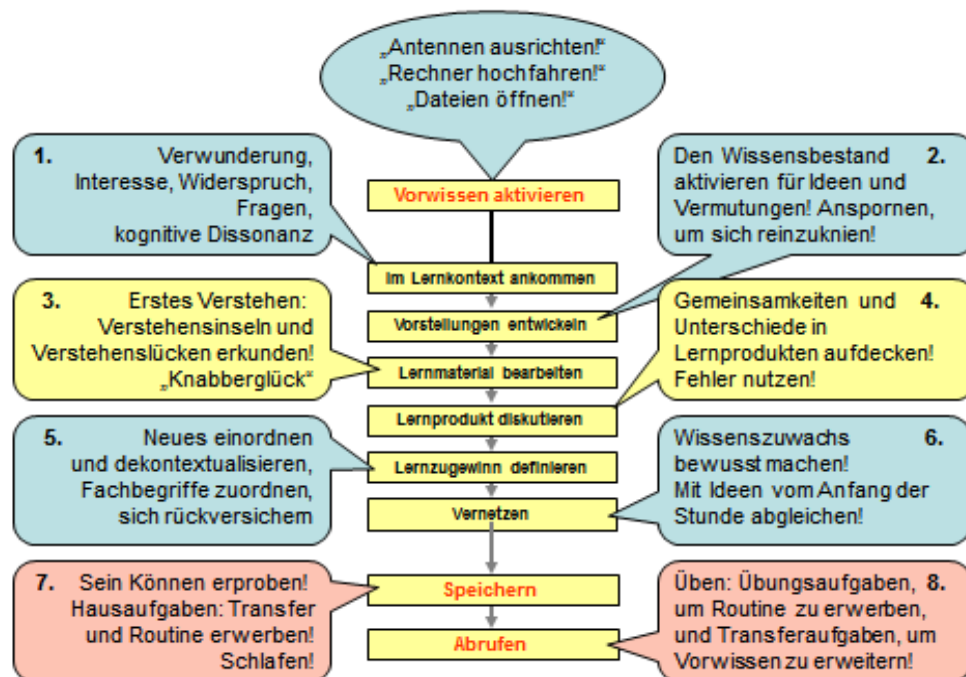 „Antennen ausrichten!“
„Rechner hochfahren!“
„Dateien öffnen!“
1. Verwunderung,
Interesse, Widerspruch,
Fragen,
kognitive Dissonanz
Den Wissensbestand 2.
aktivieren für Ideen und
Vermutungen! Anspornen,
um sich reinzuknien!
Vorwissen aktivieren
Im Lernkontext ankommen
3. Erstes Verstehen:
Verstehensinseln und
Verstehenslücken erkunden!
„Knabberglück“
Vorstellungen entwickeln
Gemeinsamkeiten und 4.
Unterschiede in
Lernprodukten aufdecken!
Fehler nutzen!
Lernmaterial bearbeiten
Lernprodukt diskutieren
5. Neues einordnen
und dekontextualisieren,
Fachbegriffe zuordnen,
sich rückversichern
Lernzugewinn definieren
Wissenszuwachs 6.
bewusst machen!
Mit Ideen vom Anfang der
Stunde abgleichen!
Vernetzen
7. Sein Können erproben!
Hausaufgaben: Transfer
und Routine erwerben!
Schlafen!
Speichern
Üben: Übungsaufgaben, 8.
um Routine zu erwerben,
und Transferaufgaben, um
Vorwissen zu erweitern!
Abrufen